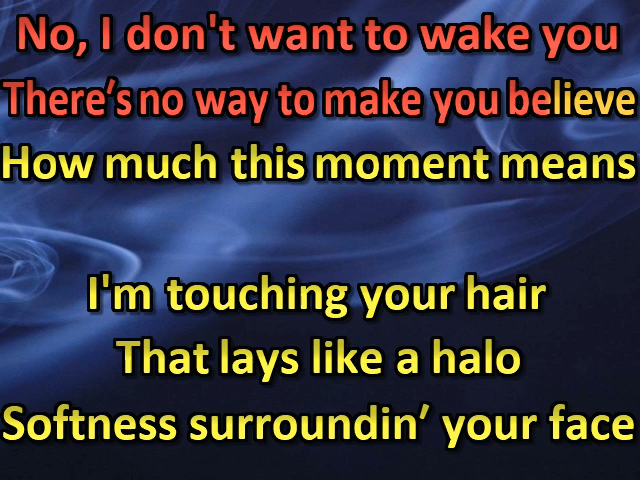 No, I don't want to wake you
There’s no way to make you believe
How much this moment means
I'm touching your hair
That lays like a halo
Softness surroundin’ your face